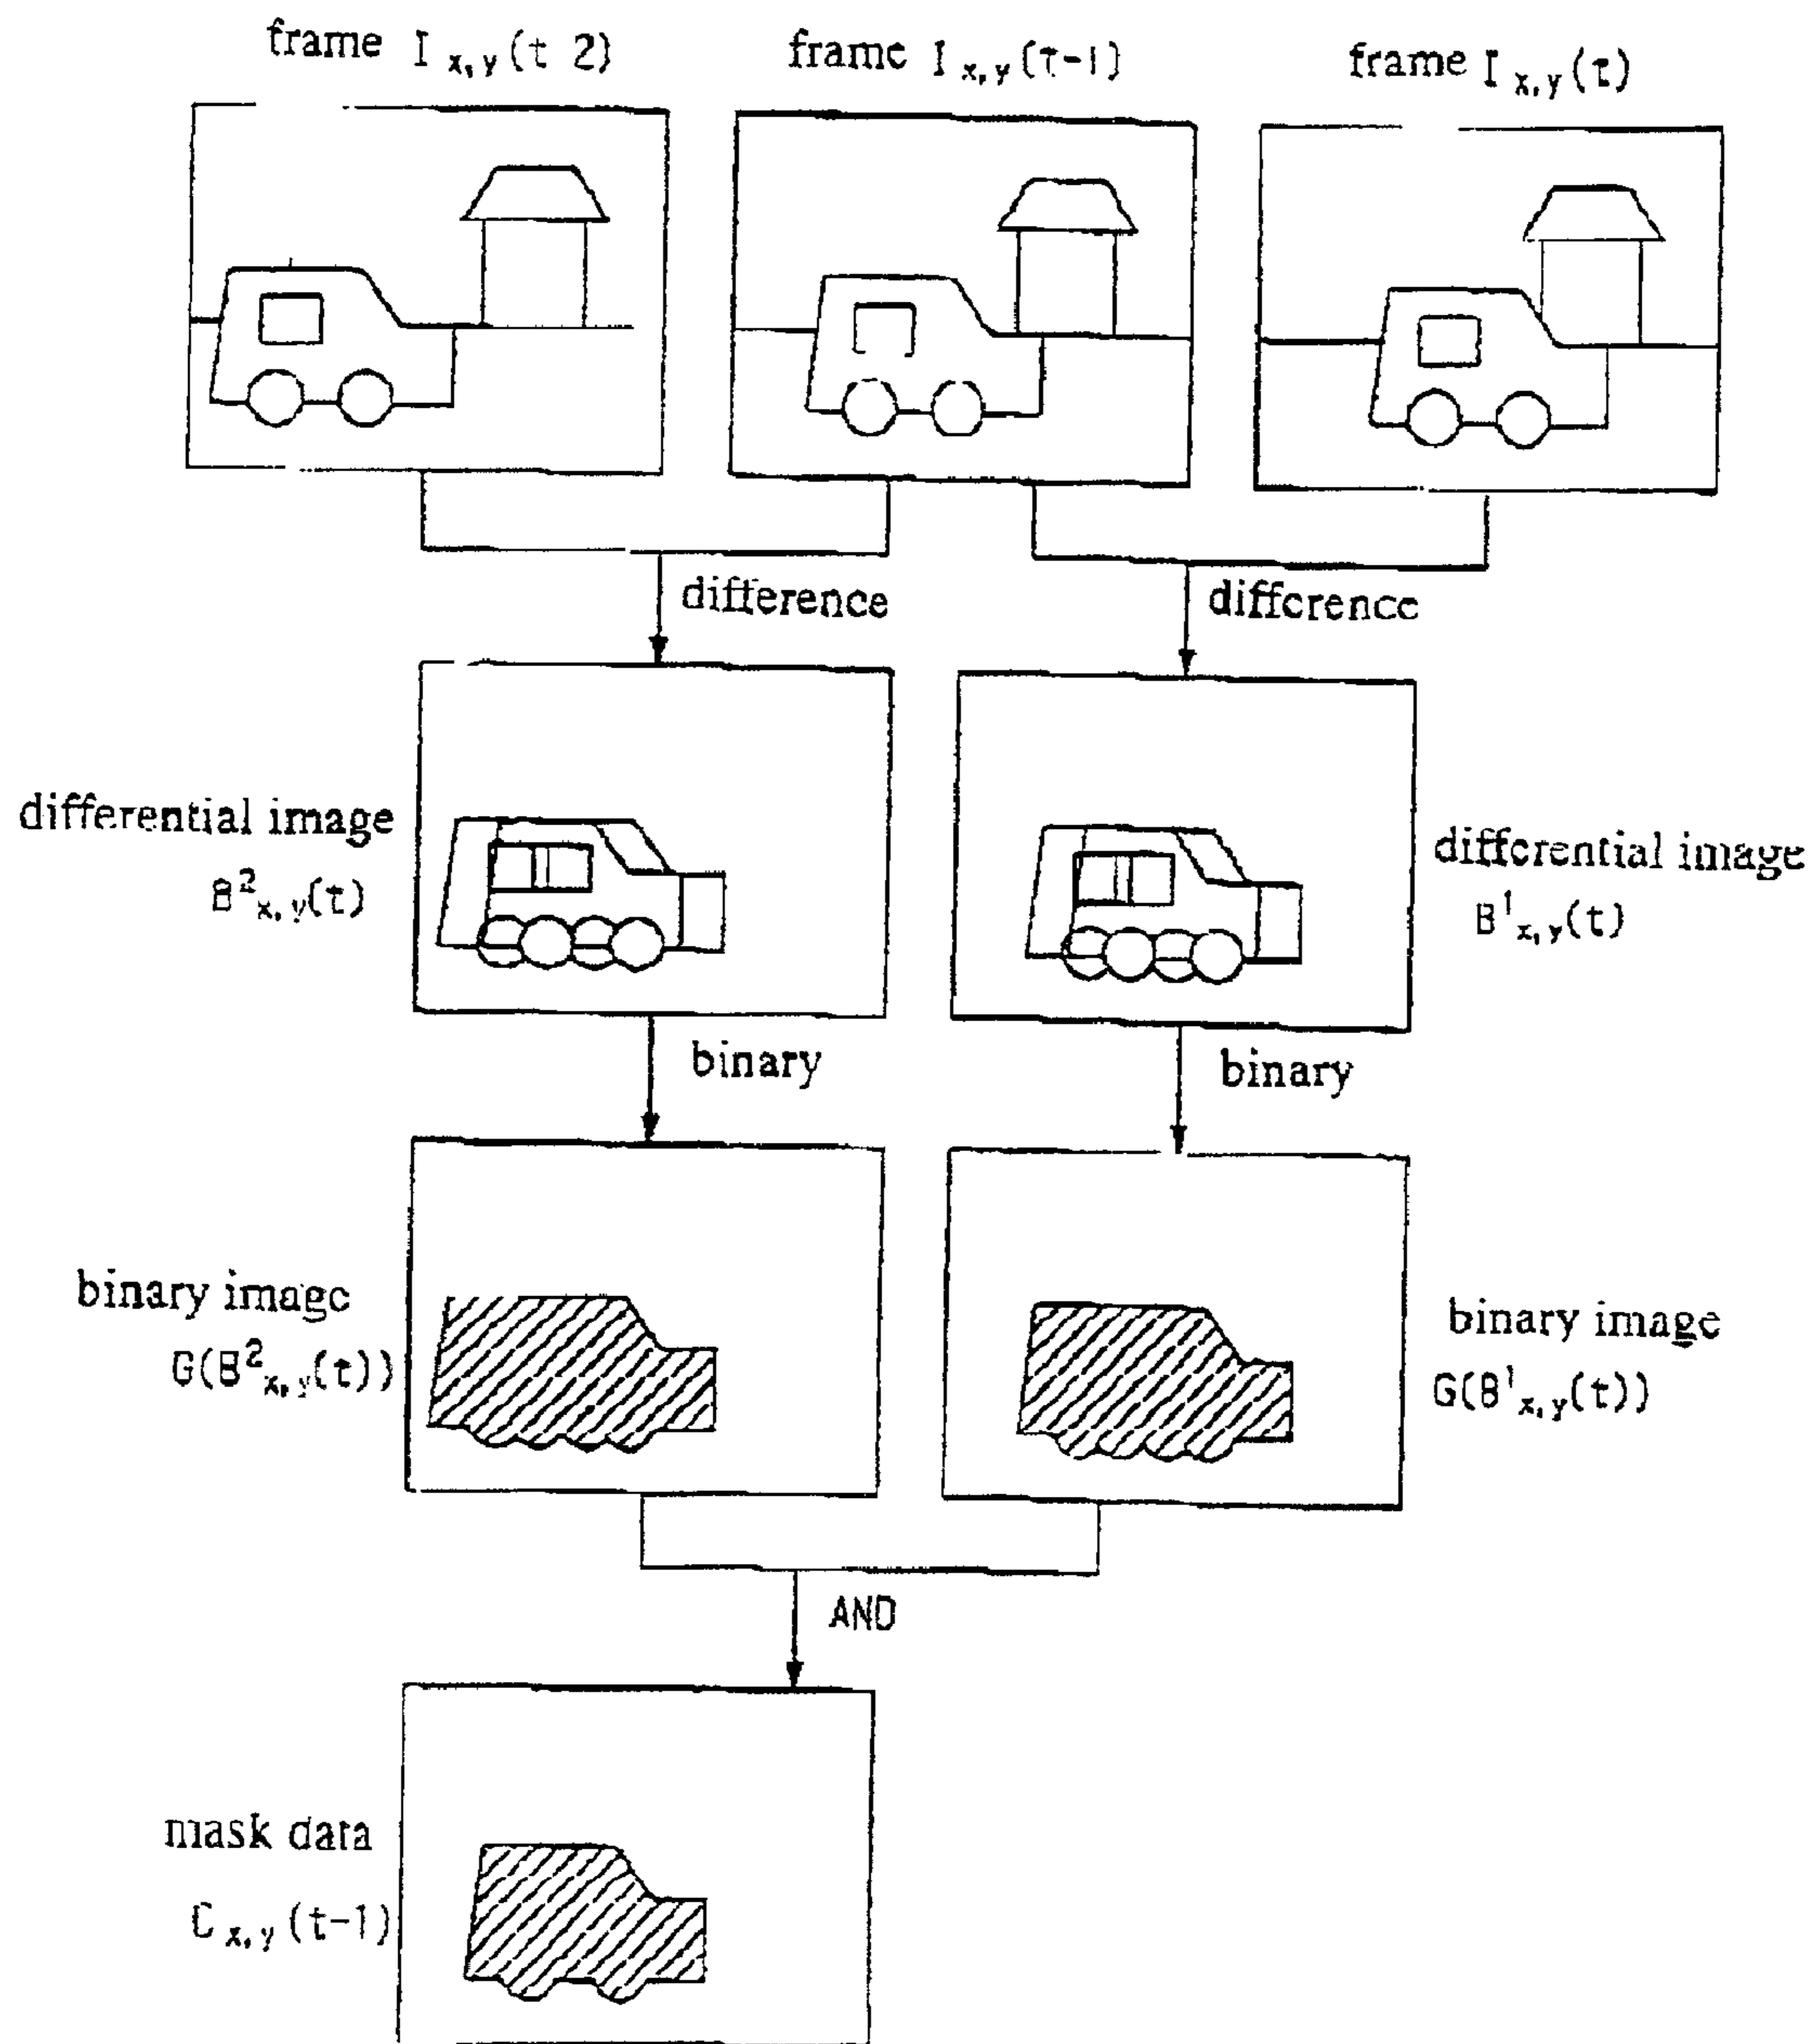 frame I x,y (t 2)
frame I x,y (t-1)
frame I x,y (t)
difference
difference
differential image
B² x,y (t)
differential image
B¹ x,y (t)
binary
binary
binary image
G(B² x,y (t))
binary image
G(B¹ x,y (t))
AND
mask data
C x,y (t-1)